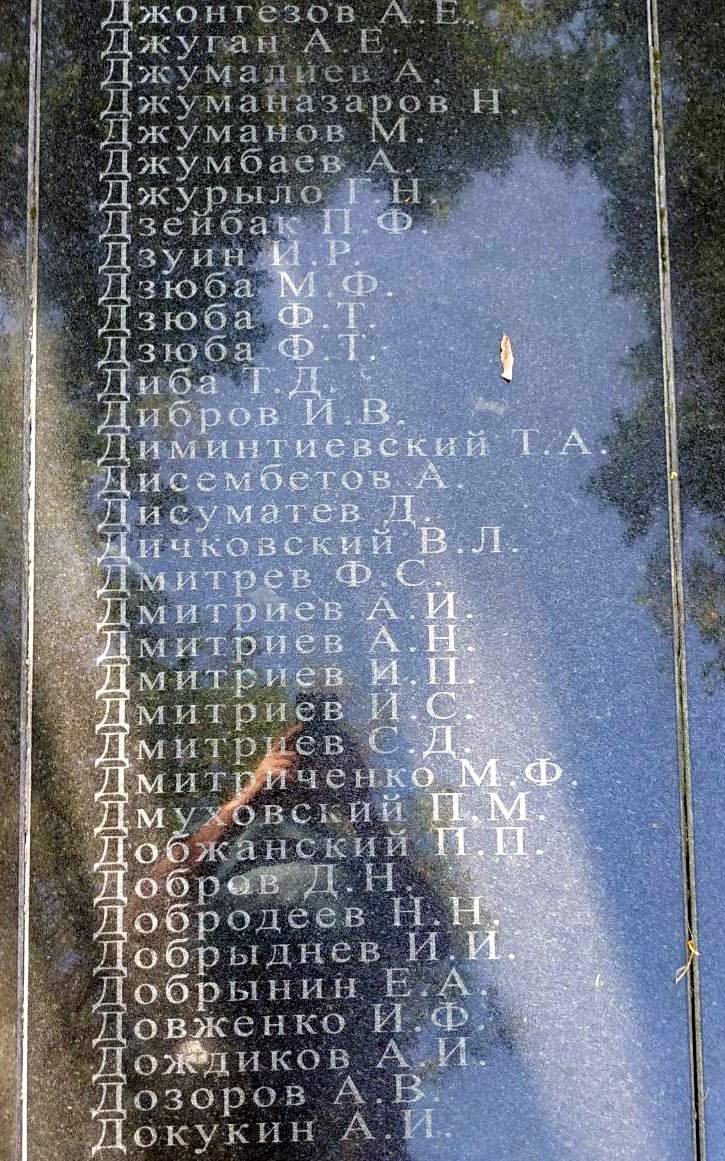 Джонгезов А.Е.
Джуган А.Е.
Джумалиев А.
Джуманазаров Н.
Джуманов М.
Джумбаев А.
Джурыло Г.Н.
Дзейбак П.Ф.
Дзуин И.Р.
Дзюба М.Ф.
Дзюба Ф.Т.
Дзюба Ф.Т.
Диба Т.Д.
Дибров И.В.
Диминтиевский Т.А.
Дисембетов А.
Дисуматев Д.
Дичковский В.Л.
Дмитрев Ф.С.
Дмитриев А.И.
Дмитриев А.Н.
Дмитриев И.П.
Дмитриев И.С.
Дмитриев С.Д.
Дмитриченко М.Ф.
Дмуховский П.М.
Добжанский П.П.
Добров Д.Н.
Добродеев Н.Н.
Добрыднев И.И.
Добрынин Е.А.
Довженко И.Ф.
Дождиков А.И.
Дозоров А.В.
Докукин А.И.